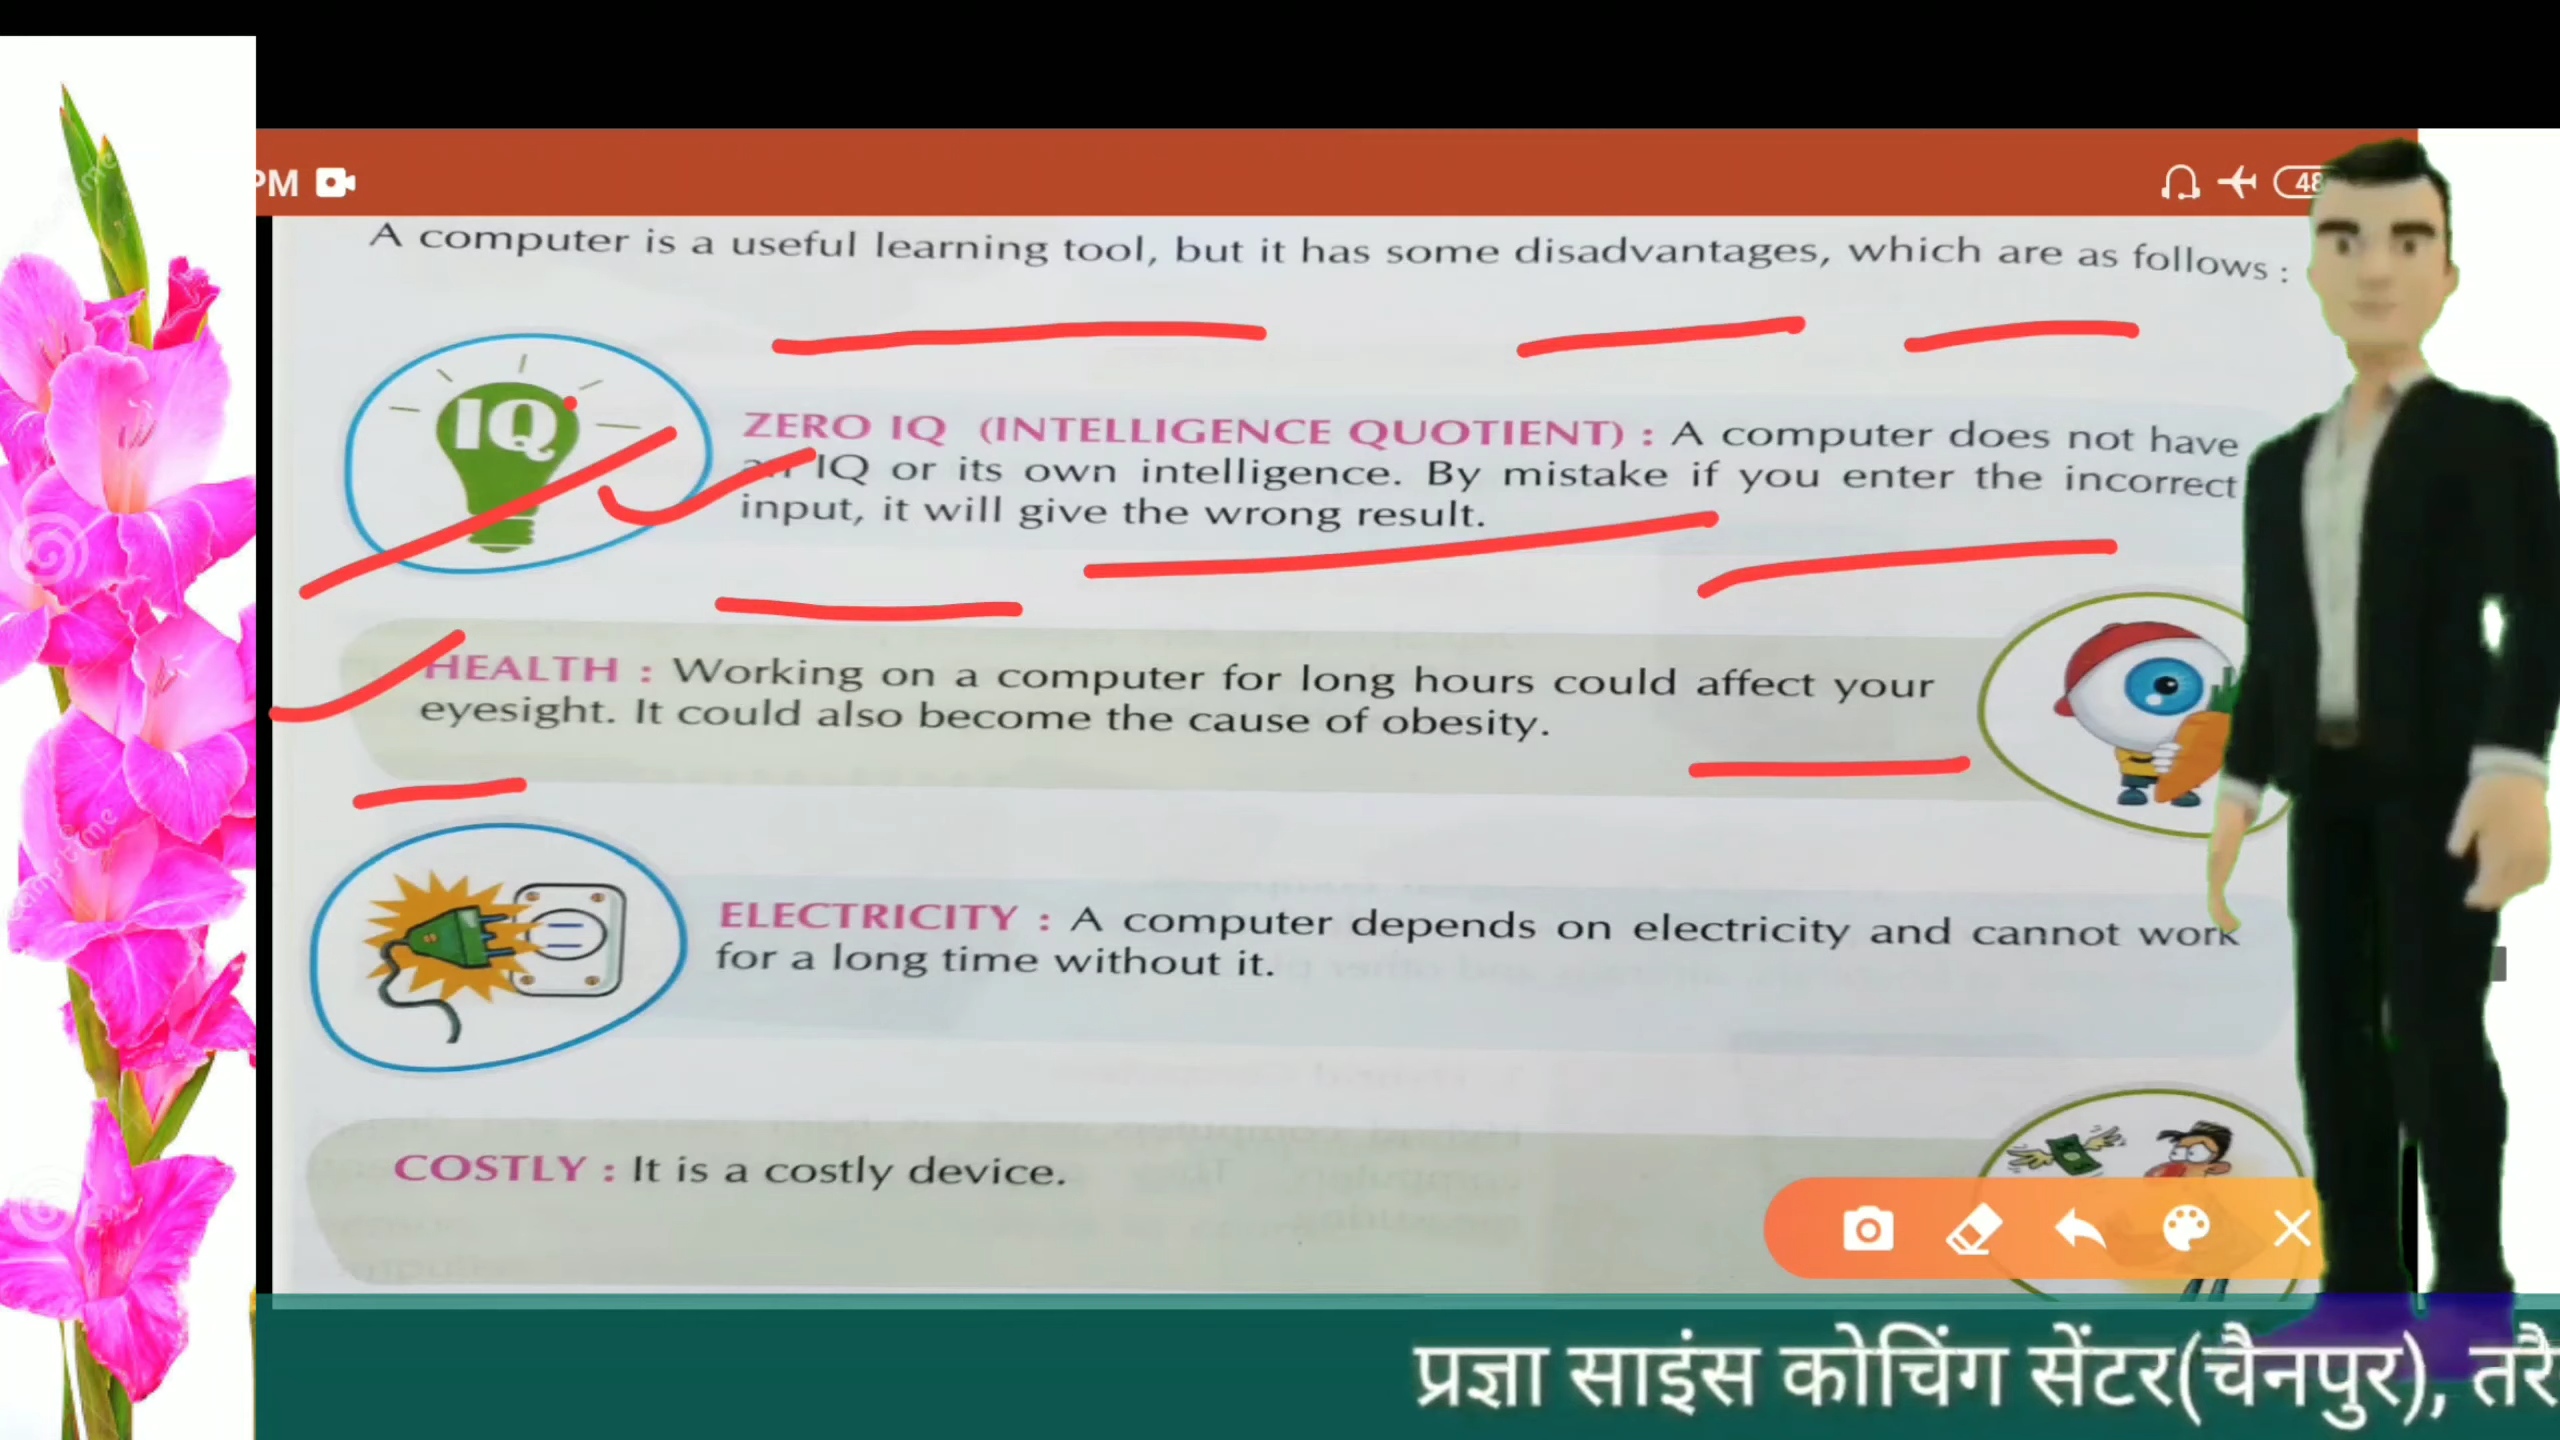 PM
48
A computer is a useful learning tool, but it has some disadvantages, which are as follows :
IQ
ZERO IQ (INTELLIGENCE QUOTIENT) : A computer does not have
an IQ or its own intelligence. By mistake if you enter the incorrect
input, it will give the wrong result.
HEALTH : Working on a computer for long hours could affect your
eyesight. It could also become the cause of obesity.
ELECTRICITY : A computer depends on electricity and cannot work
for a long time without it.
COSTLY : It is a costly device.
प्रज्ञा साइंस कोचिंग सेंटर(चैनपुर), तरै